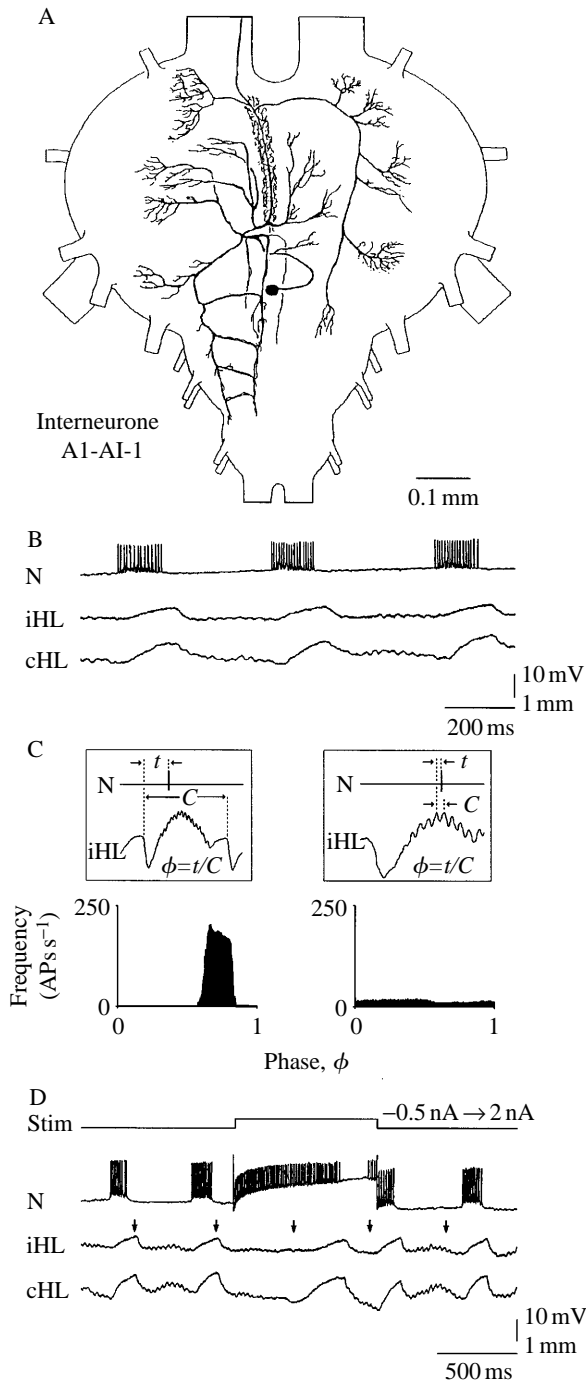 A
Interneurone
A1-AI-1
0.1 mm
B
N
iHL
cHL
10 mV
1 mm
200 ms
C
t
N
C
iHL
ϕ=t/C
t
N
C
iHL
ϕ=t/C
Frequency
(APs s⁻¹)
250
0
0
1
250
0
0
1
Phase, ϕ
D
Stim
−0.5 nA → 2 nA
N
iHL
cHL
10 mV
1 mm
500 ms